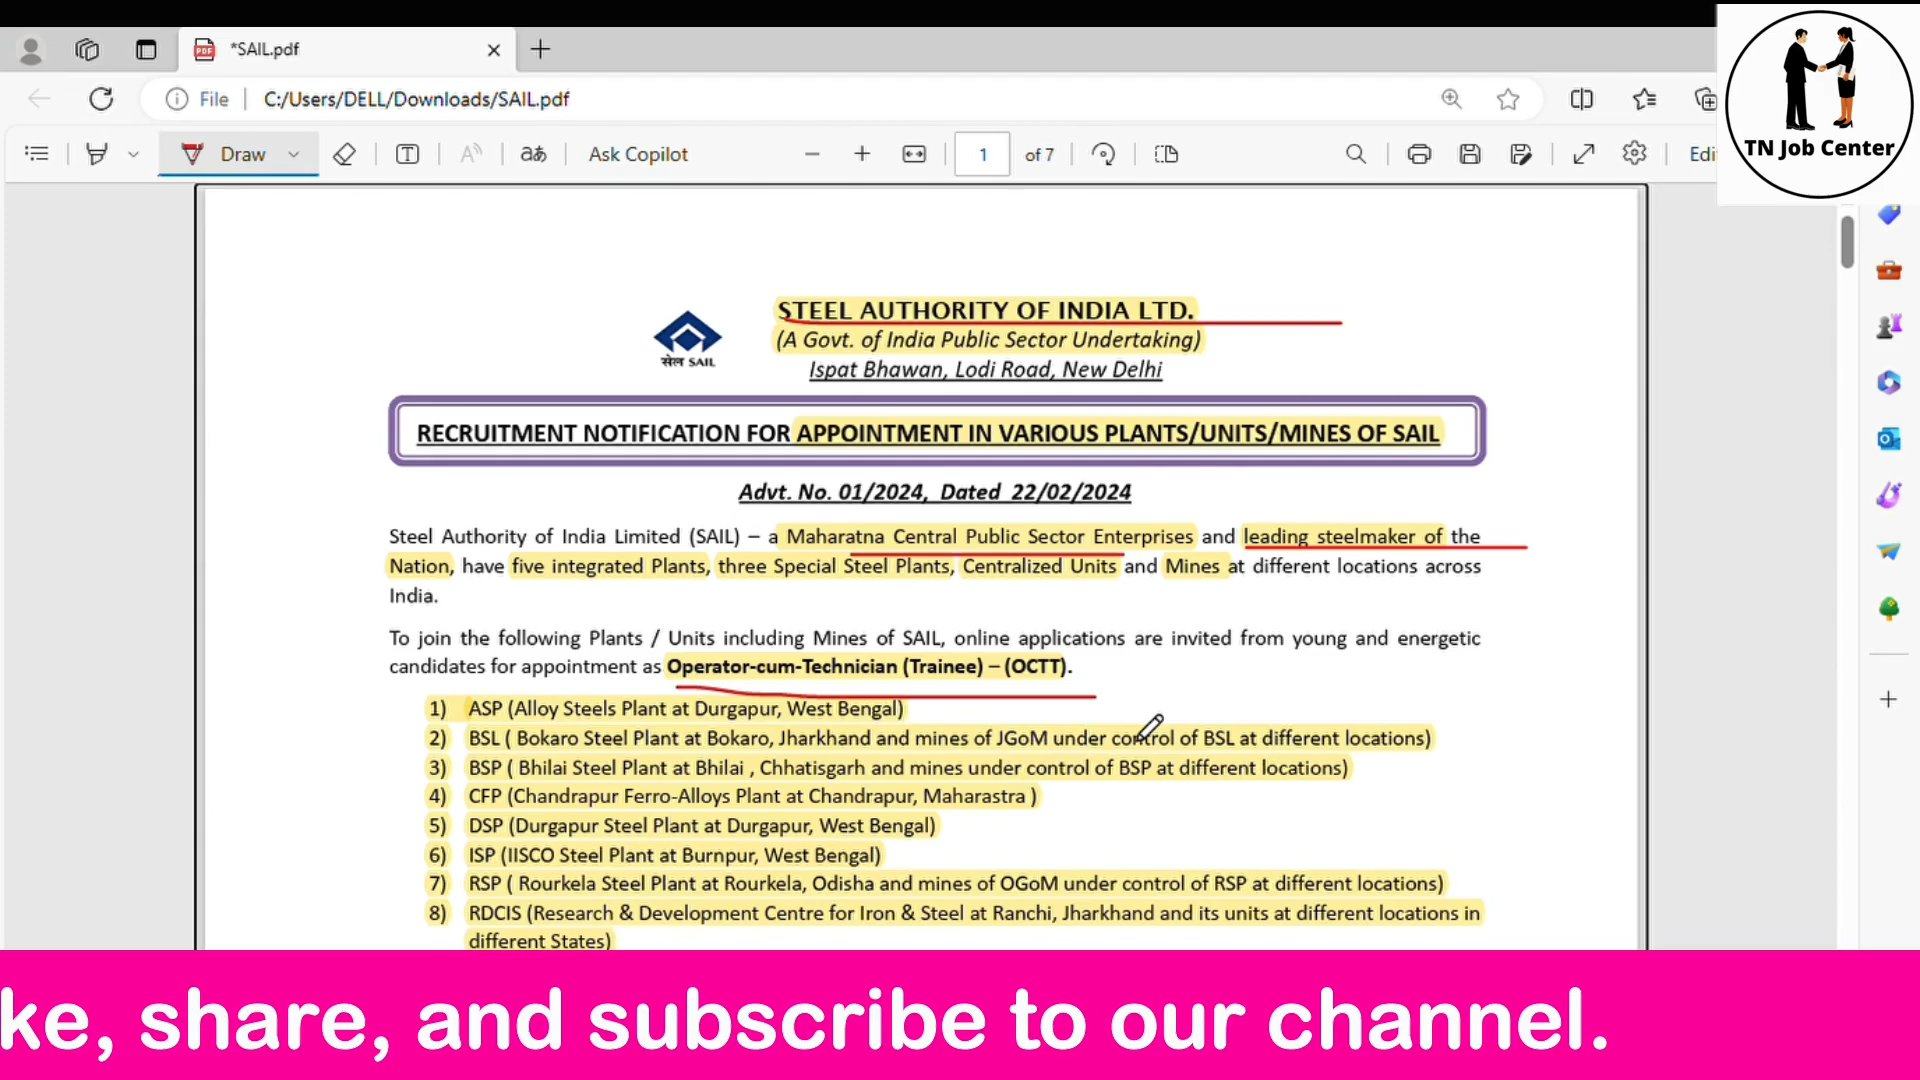 *SAIL.pdf
File
C:/Users/DELL/Downloads/SAIL.pdf
TN Job Center
Draw
Ask Copilot
1 of 7
सेल SAIL
STEEL AUTHORITY OF INDIA LTD.
(A Govt. of India Public Sector Undertaking)
Ispat Bhawan, Lodi Road, New Delhi
RECRUITMENT NOTIFICATION FOR APPOINTMENT IN VARIOUS PLANTS/UNITS/MINES OF SAIL
Advt. No. 01/2024, Dated 22/02/2024
Steel Authority of India Limited (SAIL) – a Maharatna Central Public Sector Enterprises and leading steelmaker of the
Nation, have five integrated Plants, three Special Steel Plants, Centralized Units and Mines at different locations across
India.
To join the following Plants / Units including Mines of SAIL, online applications are invited from young and energetic
candidates for appointment as Operator-cum-Technician (Trainee) – (OCTT).
1) ASP (Alloy Steels Plant at Durgapur, West Bengal)
2) BSL ( Bokaro Steel Plant at Bokaro, Jharkhand and mines of JGoM under control of BSL at different locations)
3) BSP ( Bhilai Steel Plant at Bhilai , Chhatisgarh and mines under control of BSP at different locations)
4) CFP (Chandrapur Ferro-Alloys Plant at Chandrapur, Maharastra )
5) DSP (Durgapur Steel Plant at Durgapur, West Bengal)
6) ISP (IISCO Steel Plant at Burnpur, West Bengal)
7) RSP ( Rourkela Steel Plant at Rourkela, Odisha and mines of OGoM under control of RSP at different locations)
8) RDCIS (Research & Development Centre for Iron & Steel at Ranchi, Jharkhand and its units at different locations in
different States)
ke, share, and subscribe to our channel.